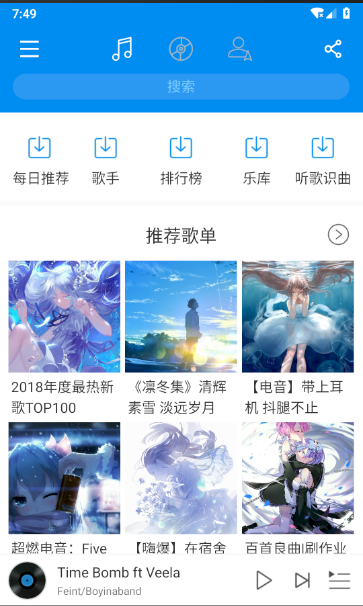 7:49
搜索
每日推荐 歌手 排行榜 乐库 听歌识曲
推荐歌单
2018年度最热新
歌TOP100
《凛冬集》清辉
素雪 淡远岁月
【电音】带上耳
机 抖腿不止
超燃电音：Five
【嗨爆】在宿舍
百首良曲|刷作业
Time Bomb ft Veela
Feint/Boyinaband